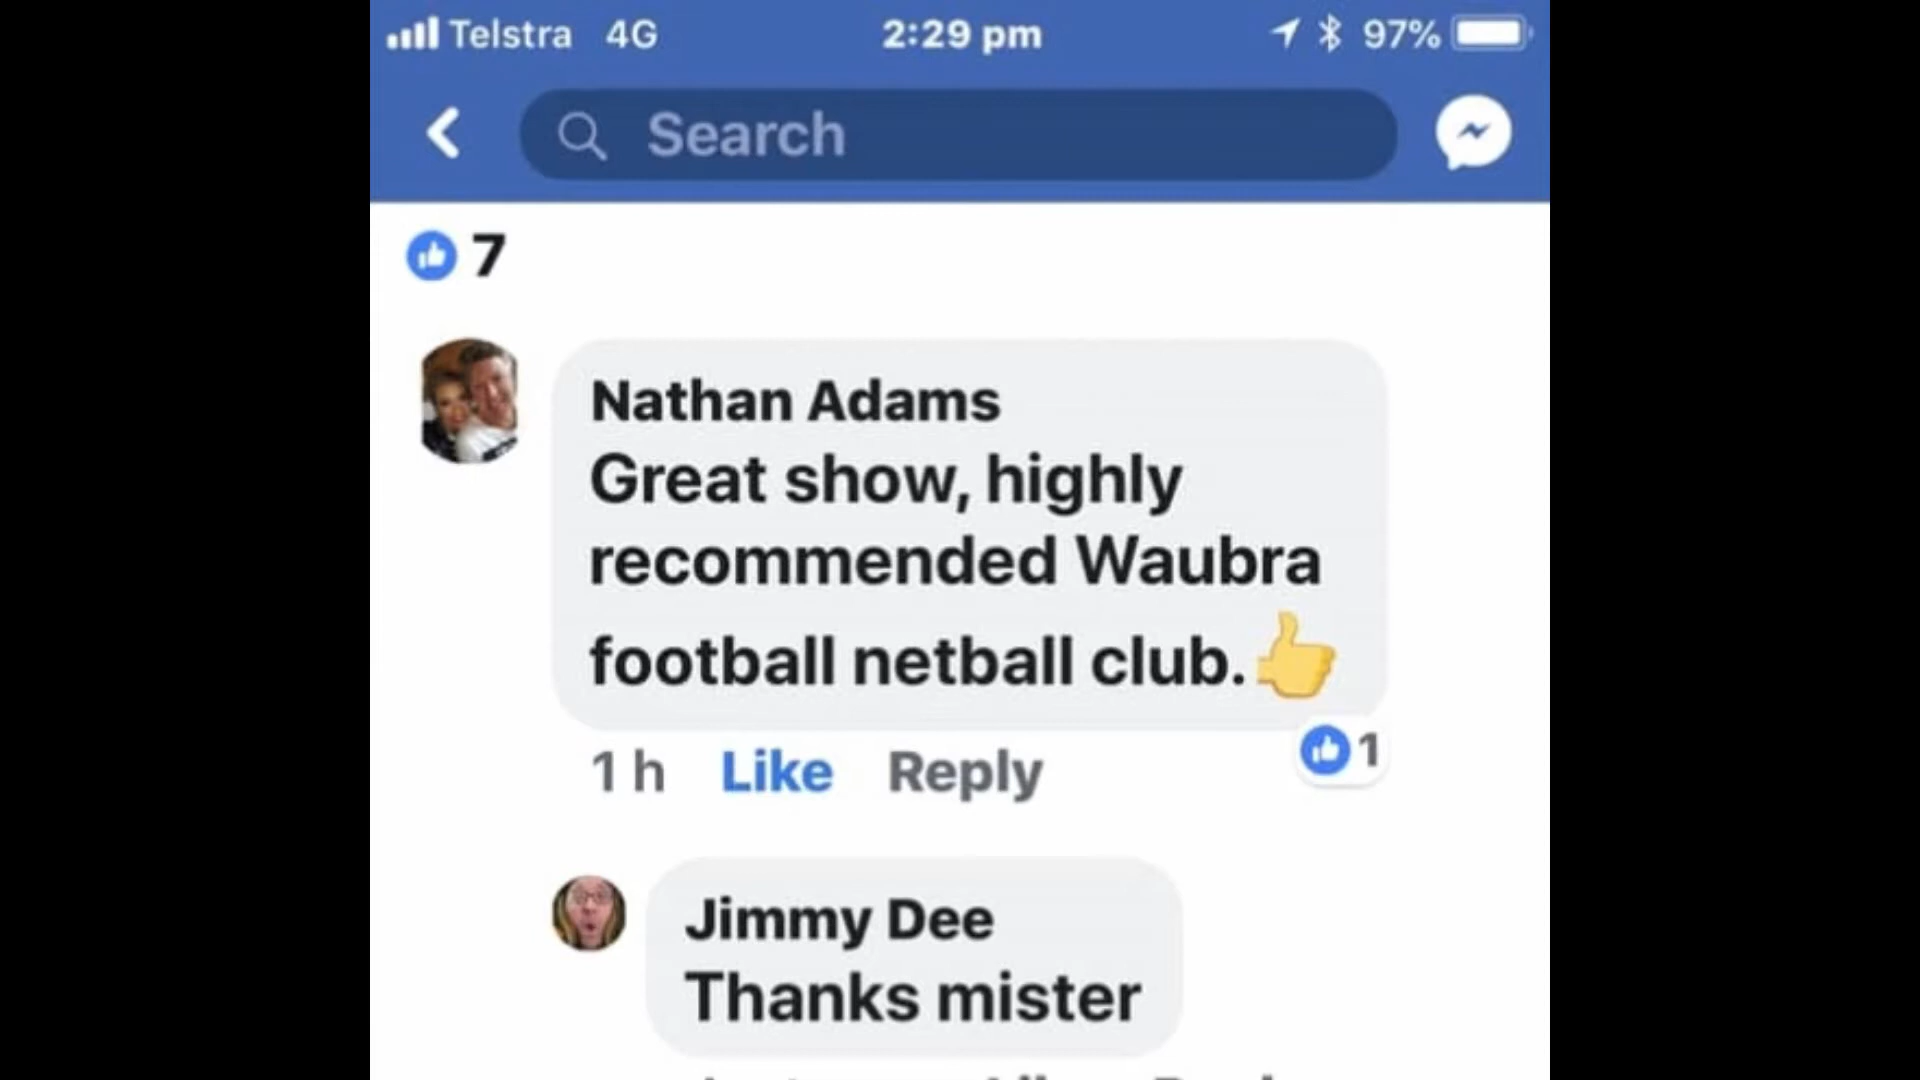 Telstra 4G 2:29 pm 97%
Search
7
Nathan Adams
Great show, highly
recommended Waubra
football netball club.👍
1 h Like Reply 1
Jimmy Dee
Thanks mister